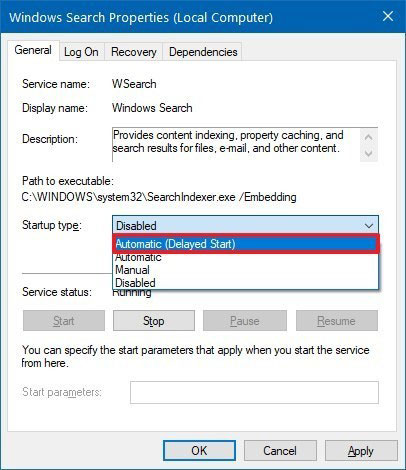 Windows Search Properties (Local Computer)
General Log On Recovery Dependencies
Service name: WSearch
Display name: Windows Search
Description: Provides content indexing, property caching, and
search results for files, e-mail, and other content.
Path to executable:
C:\WINDOWS\system32\SearchIndexer.exe /Embedding
Startup type: Disabled
Automatic (Delayed Start)
Automatic
Manual
Disabled
Service status: Running
Start Stop Pause Resume
You can specify the start parameters that apply when you start the service
from here.
Start parameters:
OK Cancel Apply